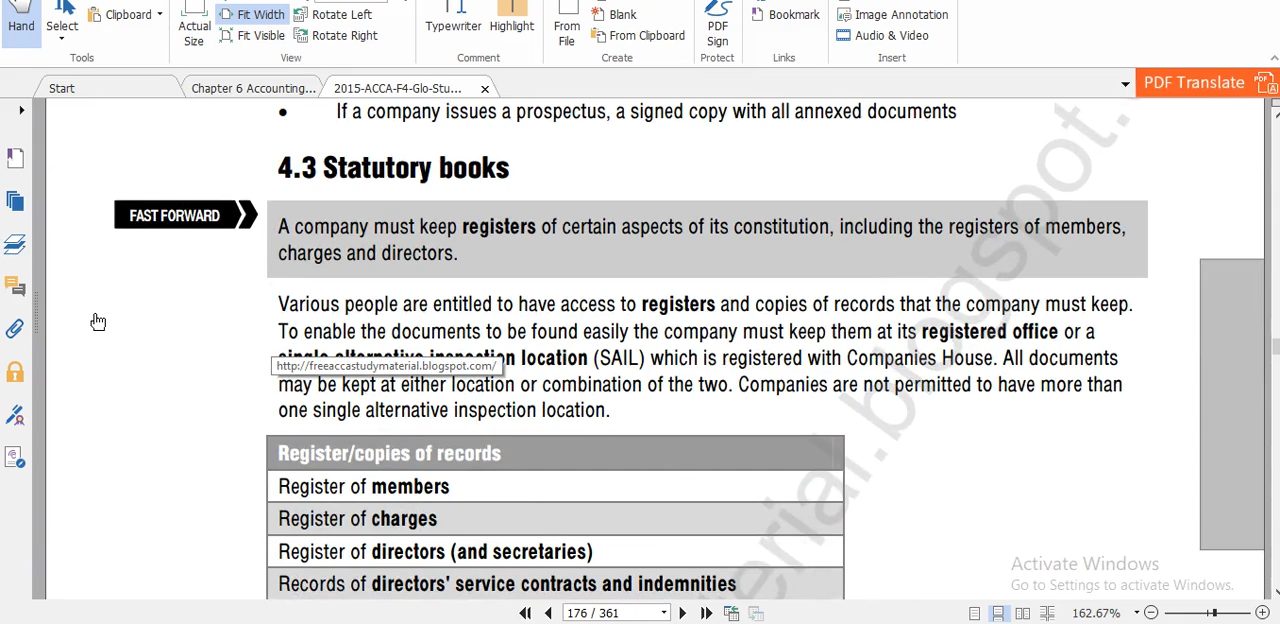 Hand
Select
Clipboard
Tools
Actual
Size
Fit Width
Fit Visible
Rotate Left
Rotate Right
View
Typewriter
Highlight
Comment
From
File
Blank
From Clipboard
Create
PDF
Sign
Protect
Bookmark
Links
Image Annotation
Audio & Video
Insert
Start
Chapter 6 Accounting...
2015-ACCA-F4-Glo-Stu...
PDF Translate
• If a company issues a prospectus, a signed copy with all annexed documents
4.3 Statutory books
FAST FORWARD
A company must keep registers of certain aspects of its constitution, including the registers of members,
charges and directors.
Various people are entitled to have access to registers and copies of records that the company must keep.
To enable the documents to be found easily the company must keep them at its registered office or a
single alternative inspection location (SAIL) which is registered with Companies House. All documents
http://freeaccastudymaterial.blogspot.com/
may be kept at either location or combination of the two. Companies are not permitted to have more than
one single alternative inspection location.
Register/copies of records
Register of members
Register of charges
Register of directors (and secretaries)
Records of directors' service contracts and indemnities
erial.blogspot.
Activate Windows
Go to Settings to activate Windows.
176 / 361
162.67%